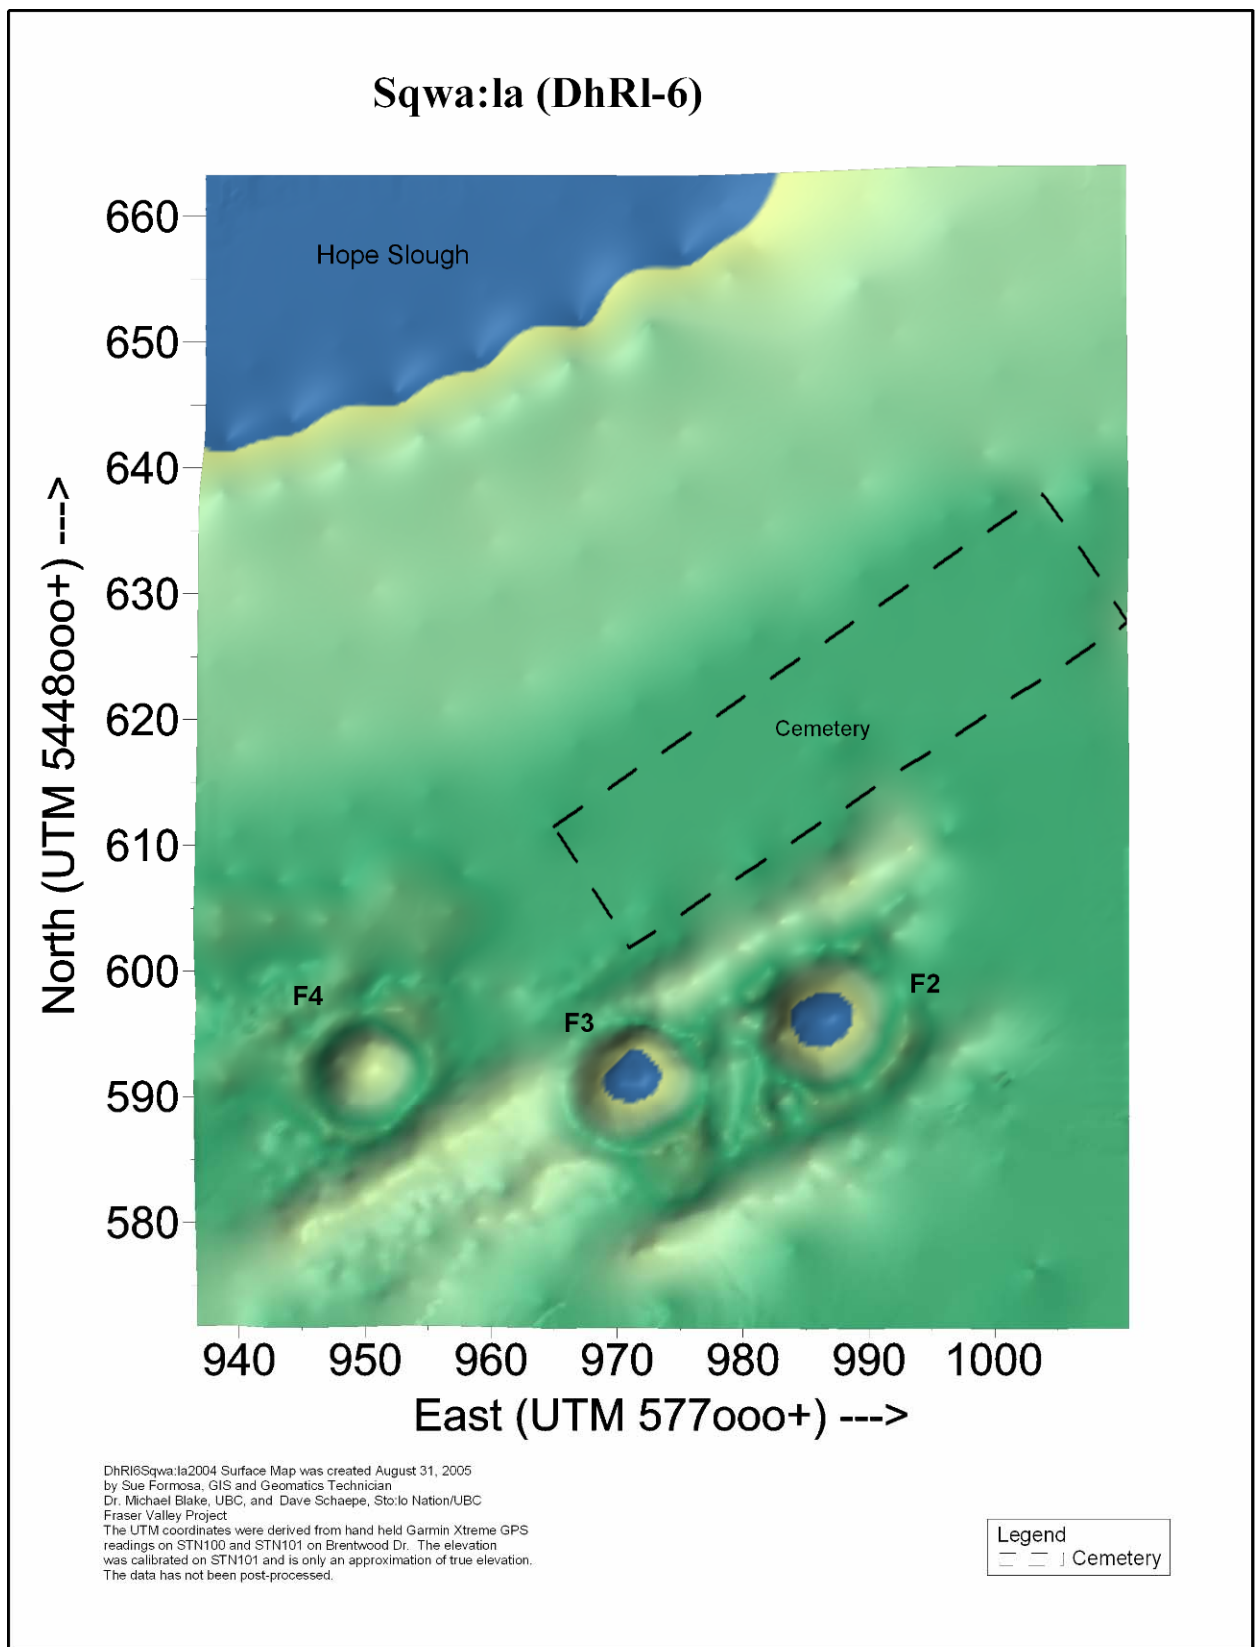 Sqwa:la (DhRl-6)
660
Hope Slough
650
640
630
620
Cemetery
610
600
F4
F3
F2
590
580
North (UTM 5448ooo+) --->
940 950 960 970 980 990 1000
East (UTM 577ooo+) --->
DhRl6Sqwa:la2004 Surface Map was created August 31, 2005
by Sue Formosa, GIS and Geomatics Technician
Dr. Michael Blake, UBC, and Dave Schaepe, Sto:lo Nation/UBC
Fraser Valley Project
The UTM coordinates were derived from hand held Garmin Xtreme GPS
readings on STN100 and STN101 on Brentwood Dr. The elevation
was calibrated on STN101 and is only an approximation of true elevation.
The data has not been post-processed.
Legend
Cemetery